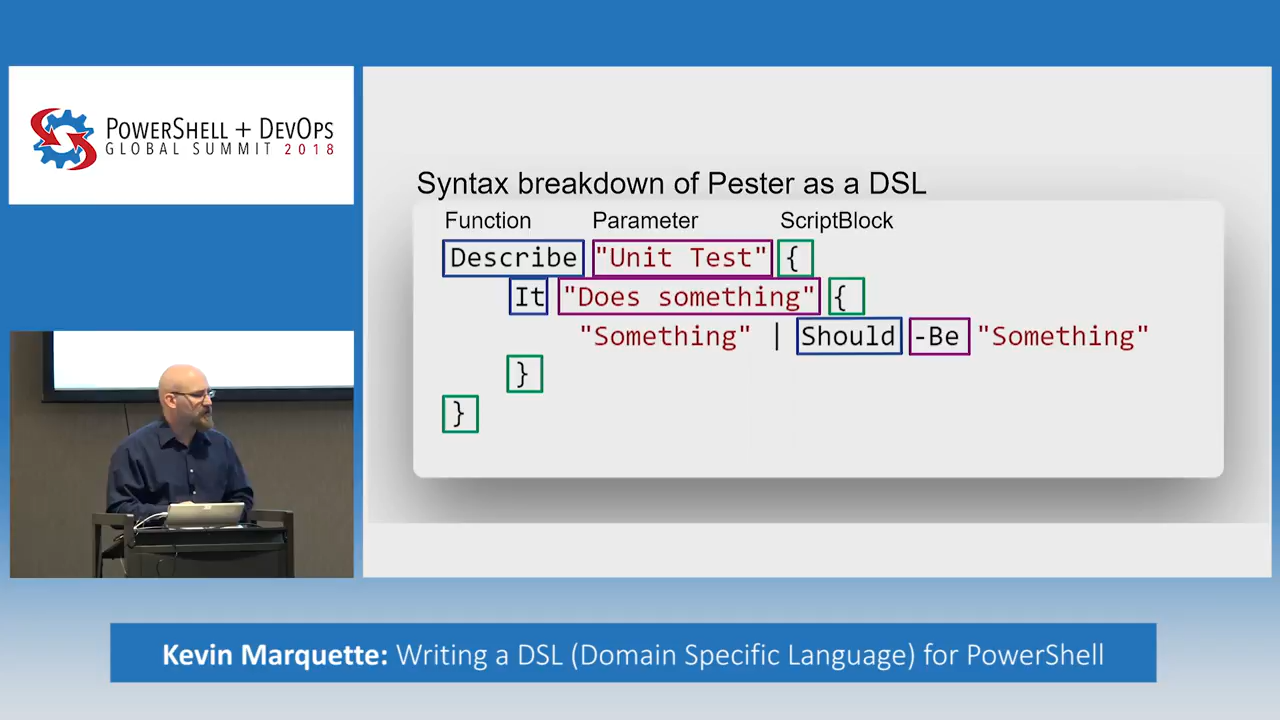 POWERSHELL + DEVOPS
GLOBAL SUMMIT 2018
Syntax breakdown of Pester as a DSL
Function Parameter ScriptBlock
Describe "Unit Test" {
It "Does something" {
"Something" | Should -Be "Something"
}
}
Kevin Marquette: Writing a DSL (Domain Specific Language) for PowerShell